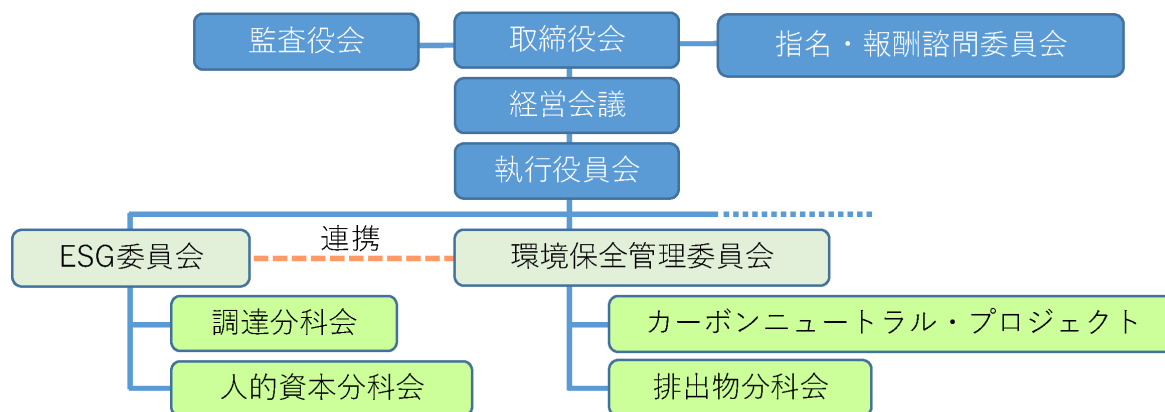 監査役会
取締役会
指名・報酬諮問委員会
経営会議
執行役員会
ESG委員会
連携
環境保全管理委員会
調達分科会
カーボンニュートラル・プロジェクト
人的資本分科会
排出物分科会